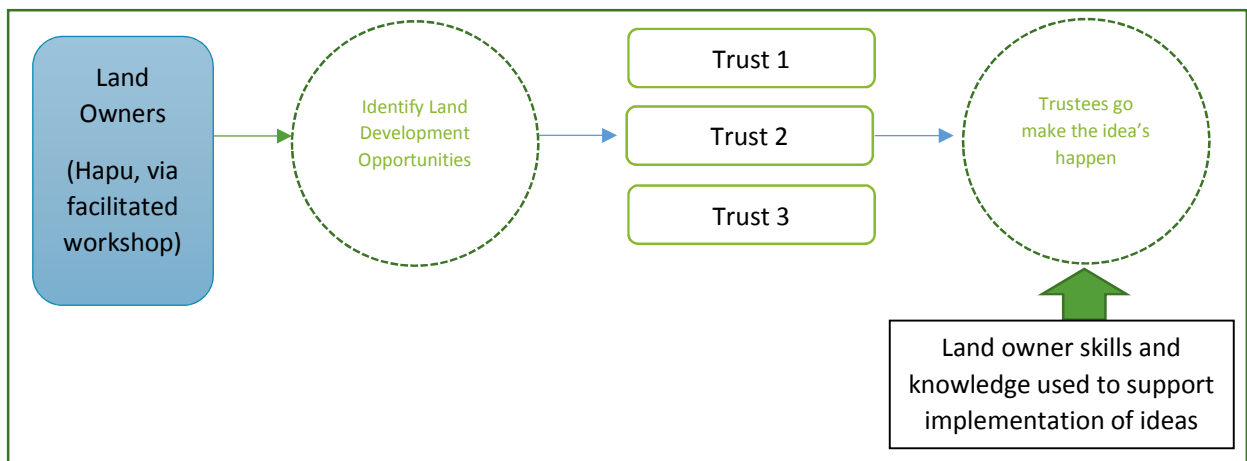 Land
Owners
(Hapu, via
facilitated
workshop)
Identify Land
Development
Opportunities
Trust 1
Trust 2
Trust 3
Trustees go
make the idea's
happen
Land owner skills and
knowledge used to support
implementation of ideas